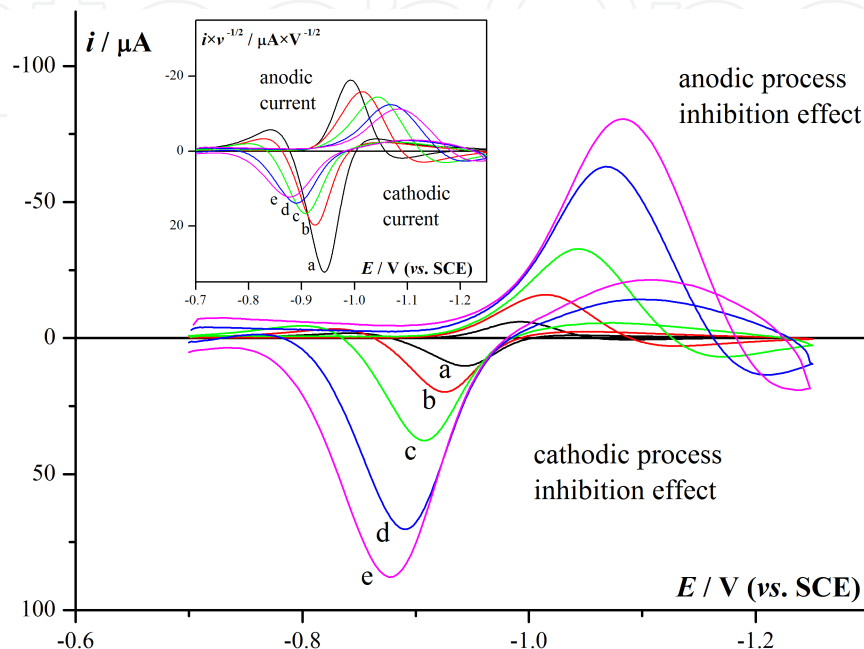 i / μA
-100
-50
0
50
100
-0.6
-0.8
-1.0
-1.2
E / V (vs. SCE)
anodic process
inhibition effect
cathodic process
inhibition effect
a
b
c
d
e
i×v⁻¹/² / μA×V⁻¹/²
-20
0
20
anodic
current
cathodic
current
e
d
c
b
a
E / V (vs. SCE)
-0.7
-0.8
-0.9
-1.0
-1.1
-1.2